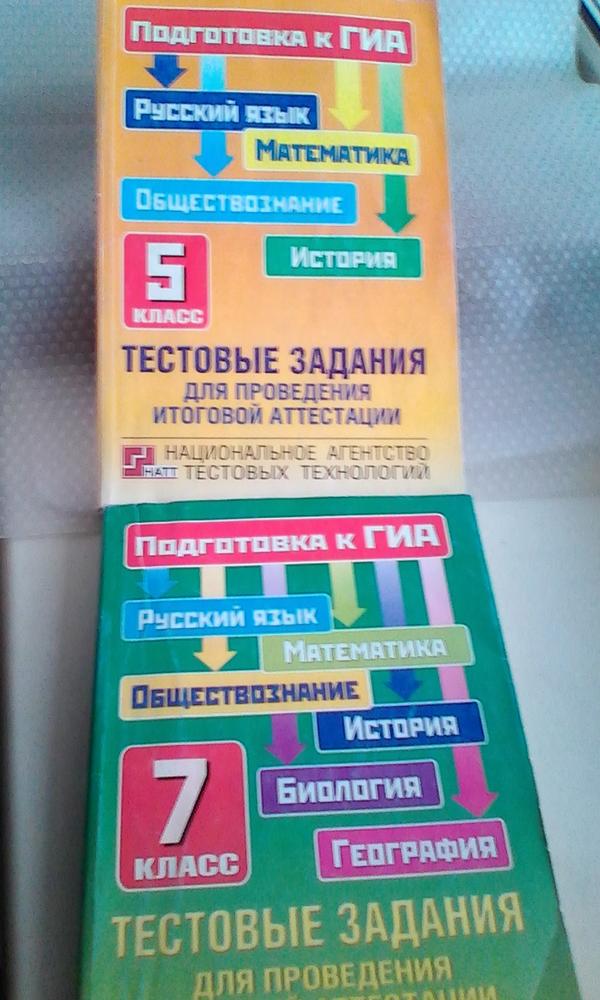 Подготовка к ГИА
Русский язык
Математика
Обществознание
История
5
КЛАСС
ТЕСТОВЫЕ ЗАДАНИЯ
ДЛЯ ПРОВЕДЕНИЯ
ИТОГОВОЙ АТТЕСТАЦИИ
НАТТ
НАЦИОНАЛЬНОЕ АГЕНТСТВО
ТЕСТОВЫХ ТЕХНОЛОГИЙ
Подготовка к ГИА
Русский язык
Математика
Обществознание
История
Биология
География
7
КЛАСС
ТЕСТОВЫЕ ЗАДАНИЯ
ДЛЯ ПРОВЕДЕНИЯ
АТТЕСТАЦИИ